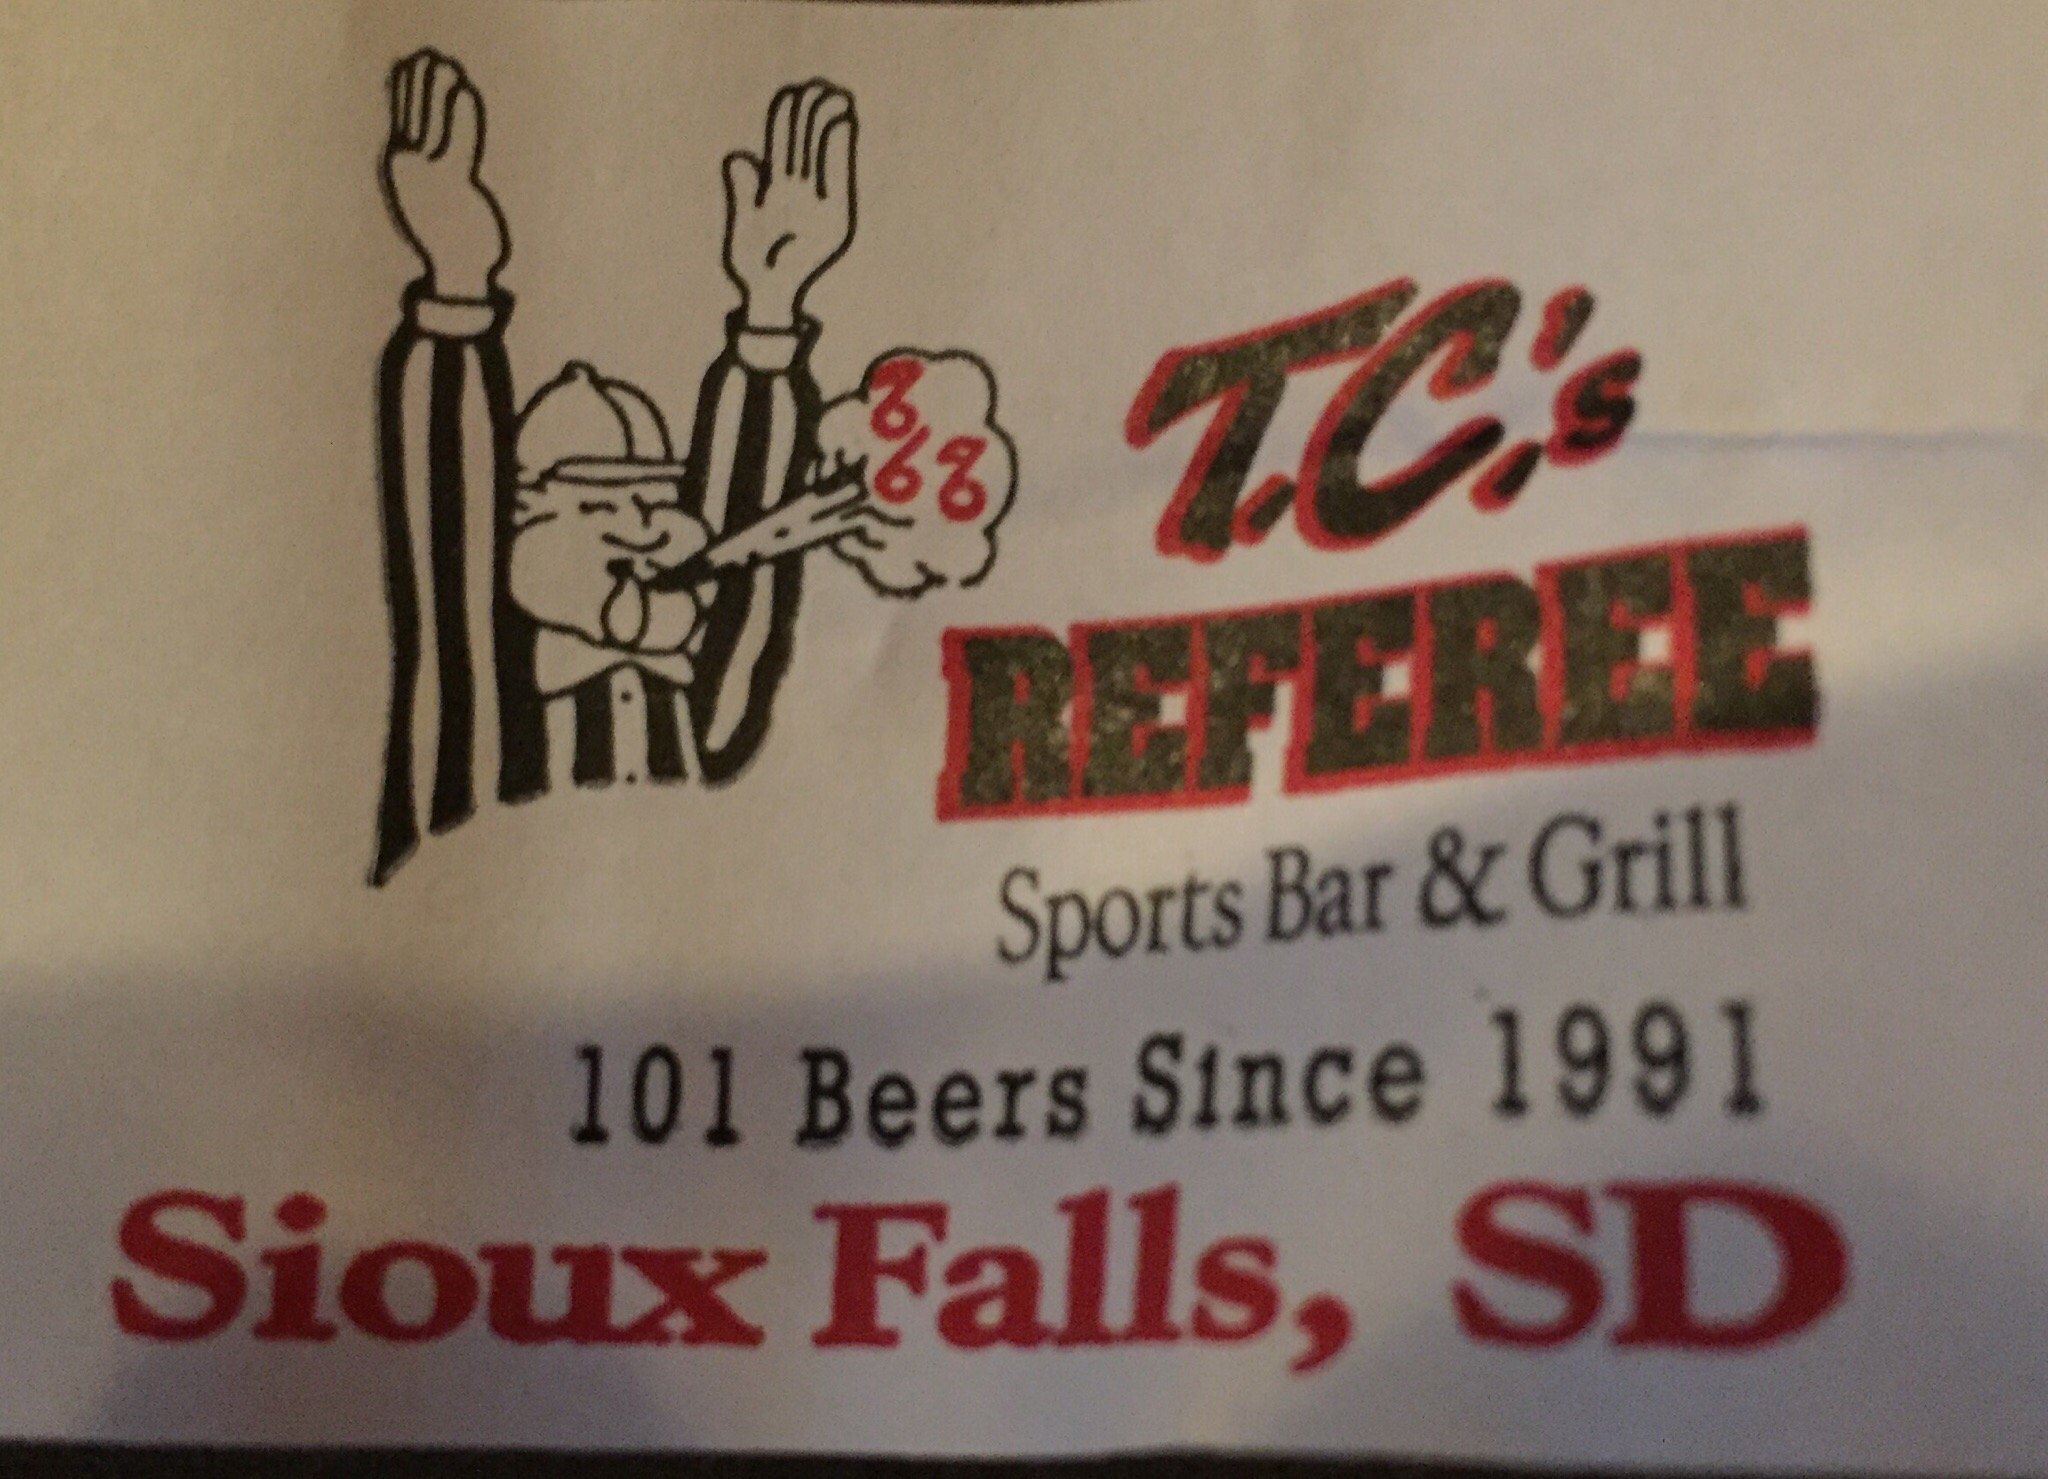 T.C.'s
REFEREE
Sports Bar & Grill
101 Beers Since 1991
Sioux Falls, SD